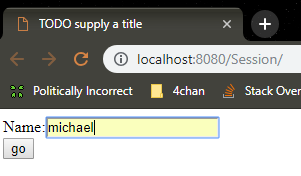 TODO supply a title
localhost:8080/Session/
Politically Incorrect 4chan Stack Over
Name: michael
go